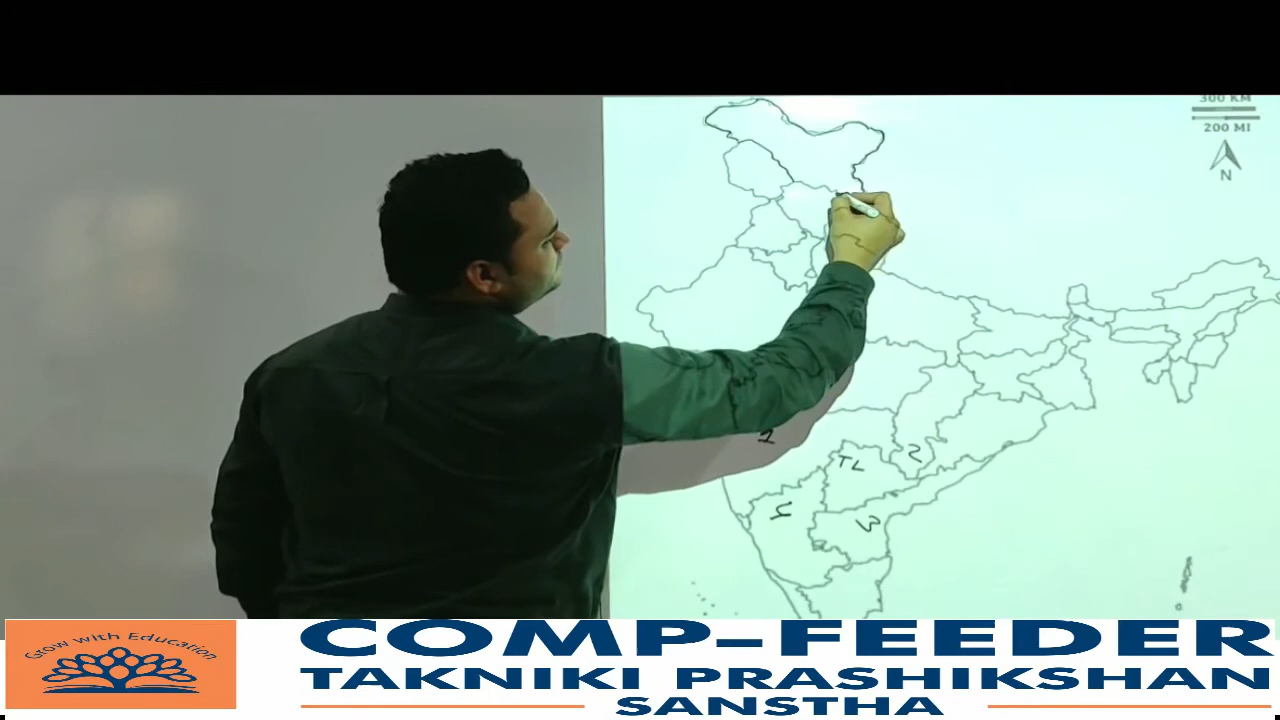 300 KM
200 MI
N
1
TL
2
4
3
Grow with Education
COMP-FEEDER
TAKNIKI PRASHIKSHAN
SANSTHA